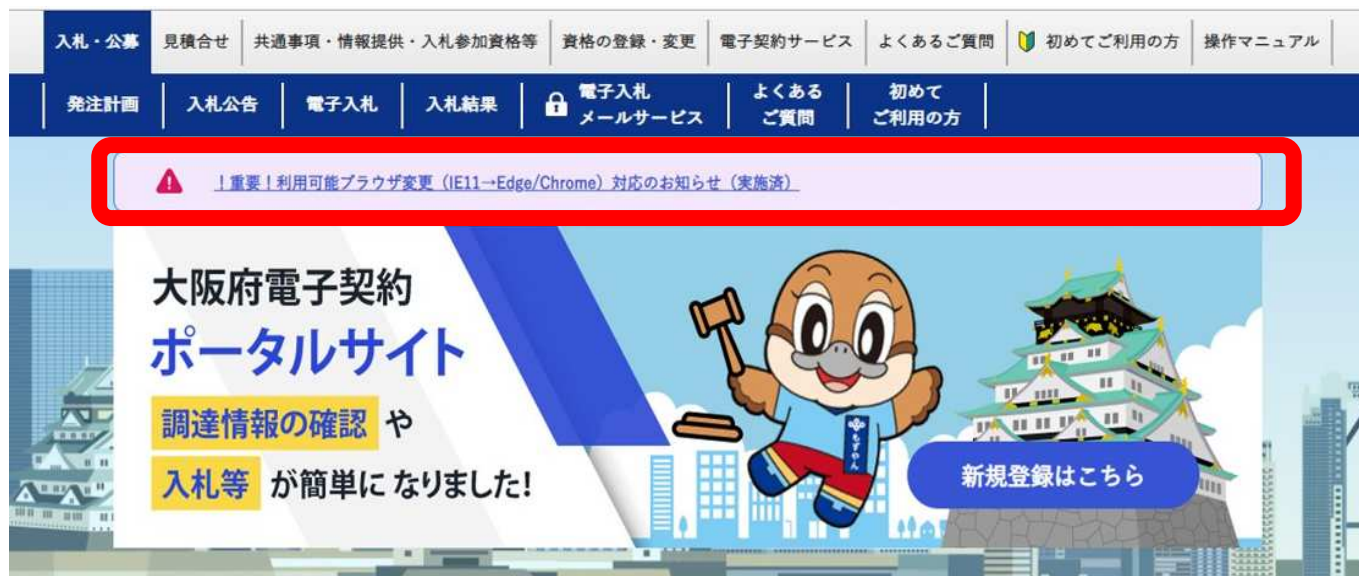 入札・公募 見積合せ 共通事項・情報提供・入札参加資格等 資格の登録・変更 電子契約サービス よくあるご質問 初めてご利用の方 操作マニュアル
発注計画 入札公告 電子入札 入札結果 電子入札 よくある 初めて
メールサービス ご質問 ご利用の方
！重要！利用可能ブラウザ変更（IE11→Edge/Chrome）対応のお知らせ（実施済）
大阪府電子契約
ポータルサイト
調達情報の確認 や
入札等 が簡単に なりました!
もずやん
新規登録はこちら